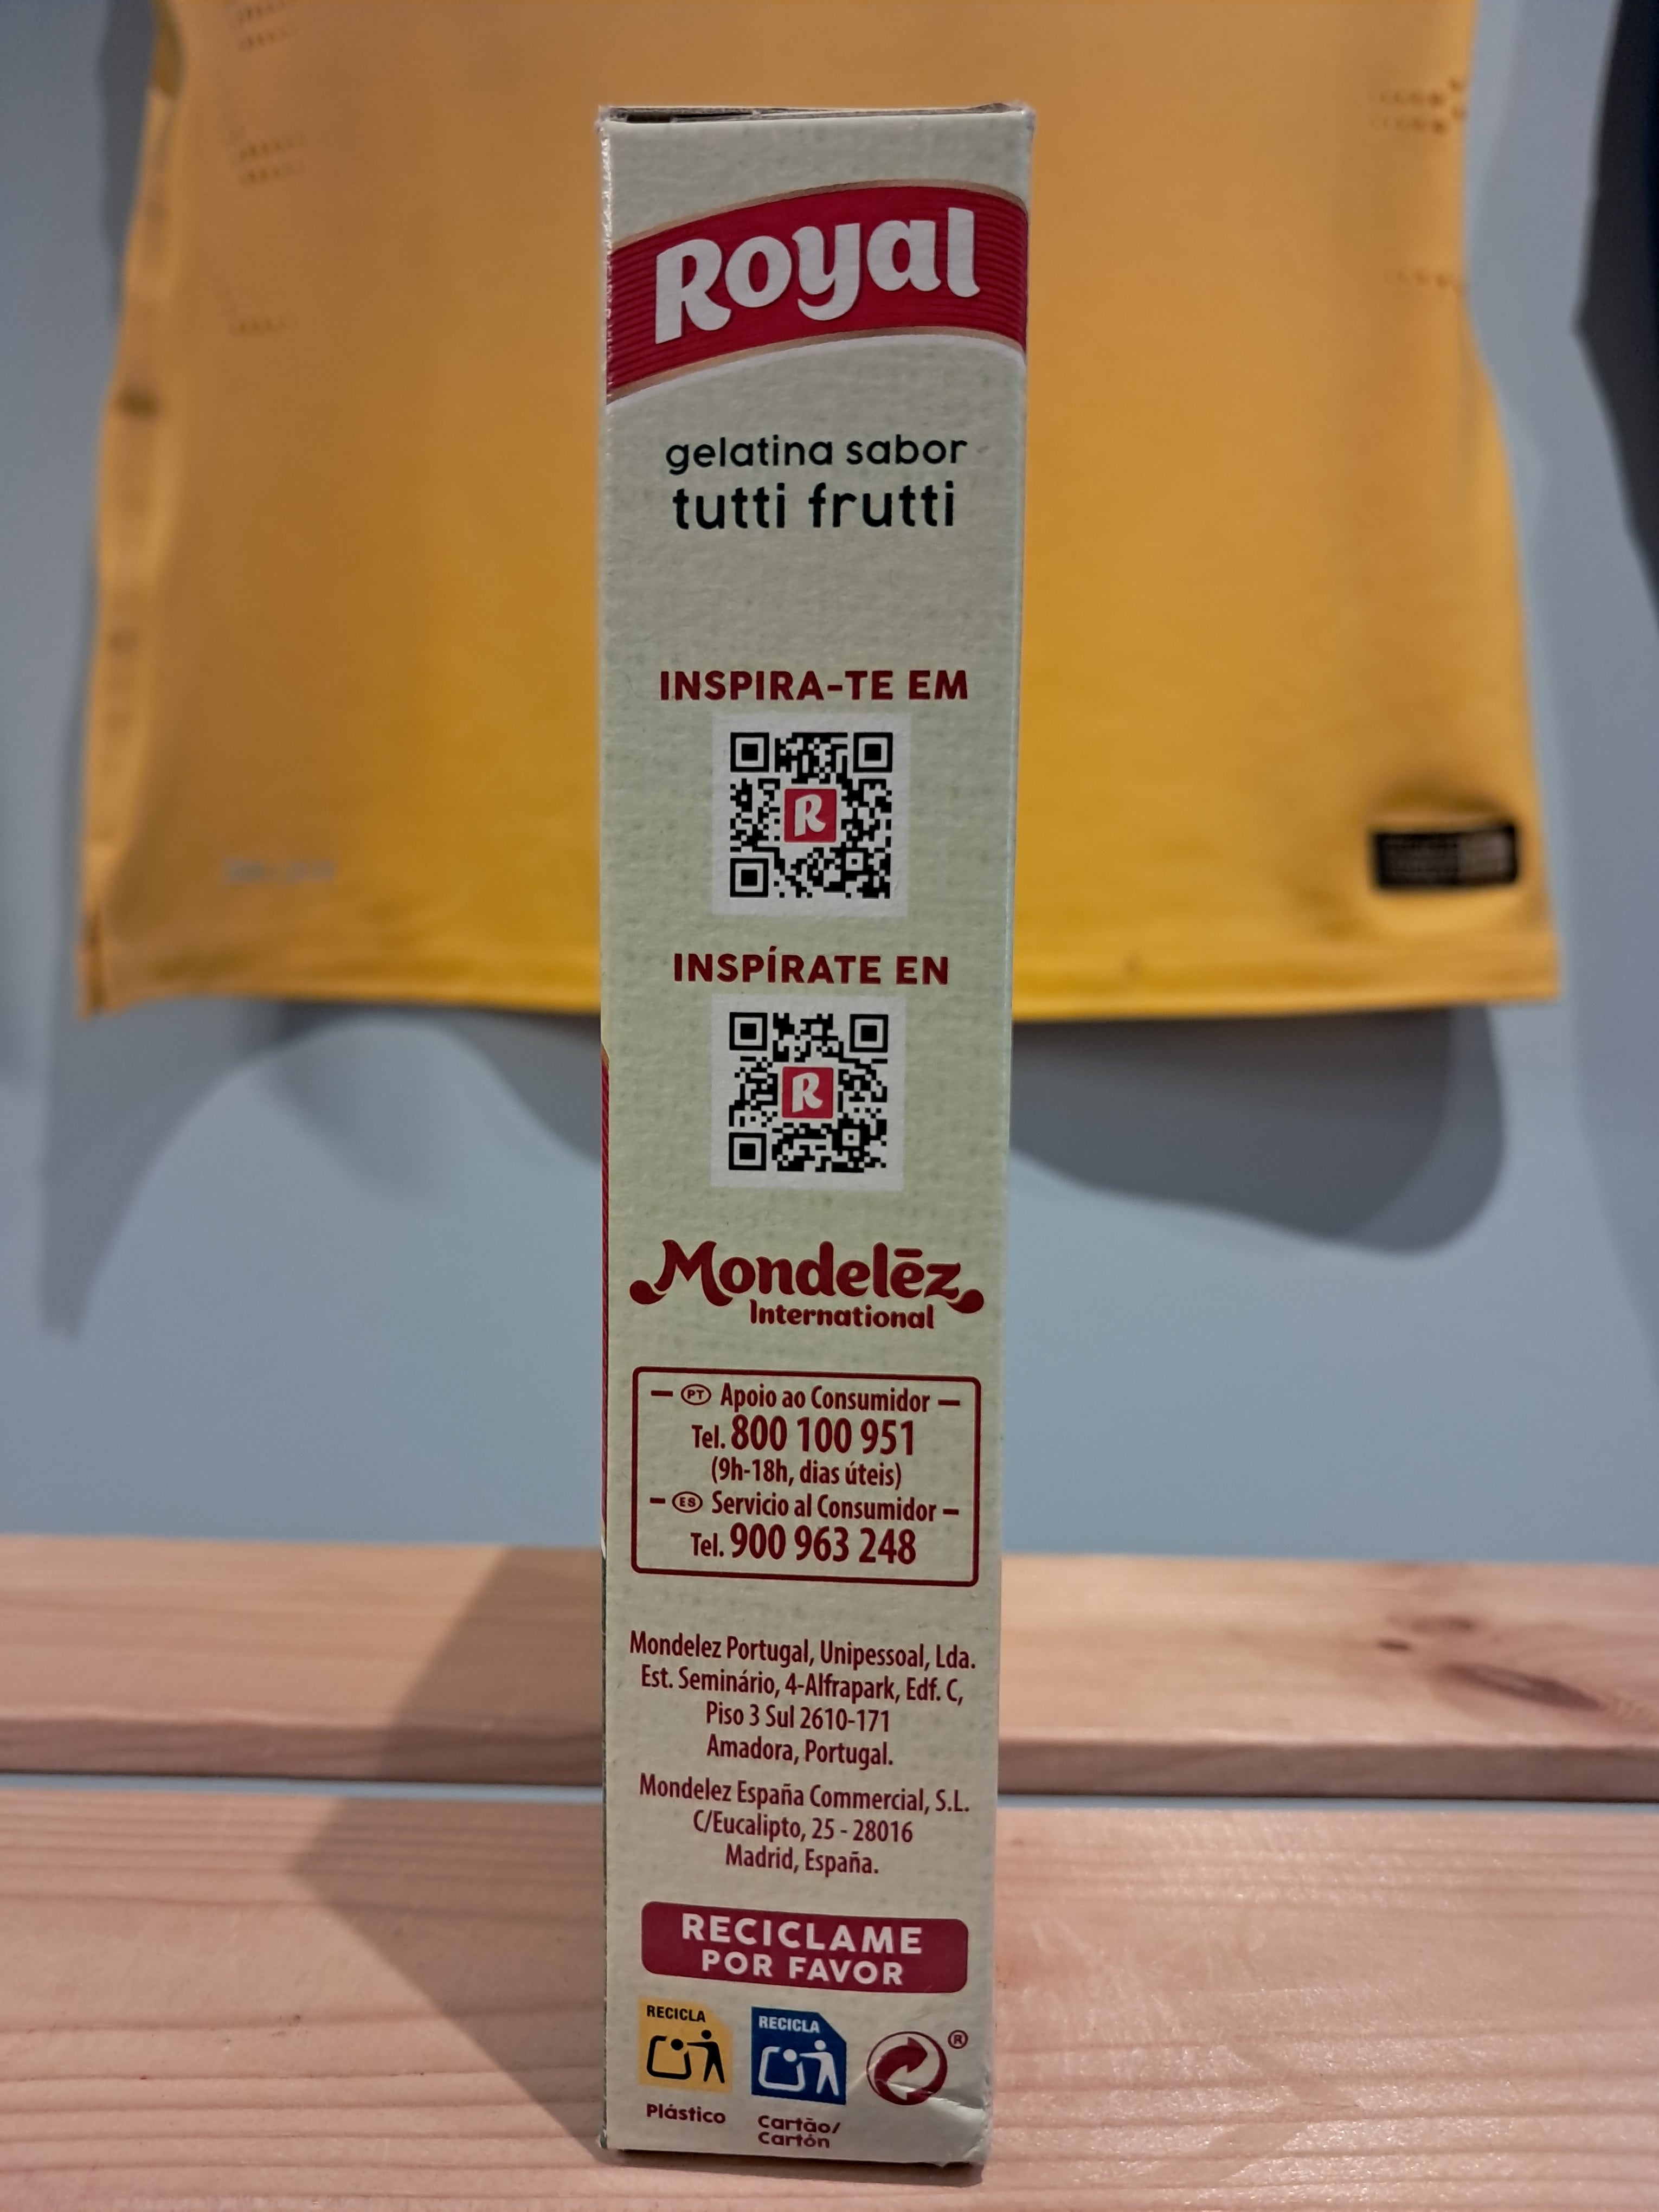 Royal
gelatina sabor
tutti frutti
INSPIRA-TE EM
R
INSPÍRATE EN
R
Mondelēz
International
PT Apoio ao Consumidor
Tel. 800 100 951
(9h-18h, dias úteis)
ES Servicio al Consumidor
Tel. 900 963 248
Mondelez Portugal, Unipessoal, Lda.
Est. Seminário, 4-Alfrapark, Edf. C,
Piso 3 Sul 2610-171
Amadora, Portugal.
Mondelez España Commercial, S.L.
C/Eucalipto, 25 - 28016
Madrid, España.
RECICLAME
POR FAVOR
RECICLA
Plástico
RECICLA
Cartão/
Cartón
®